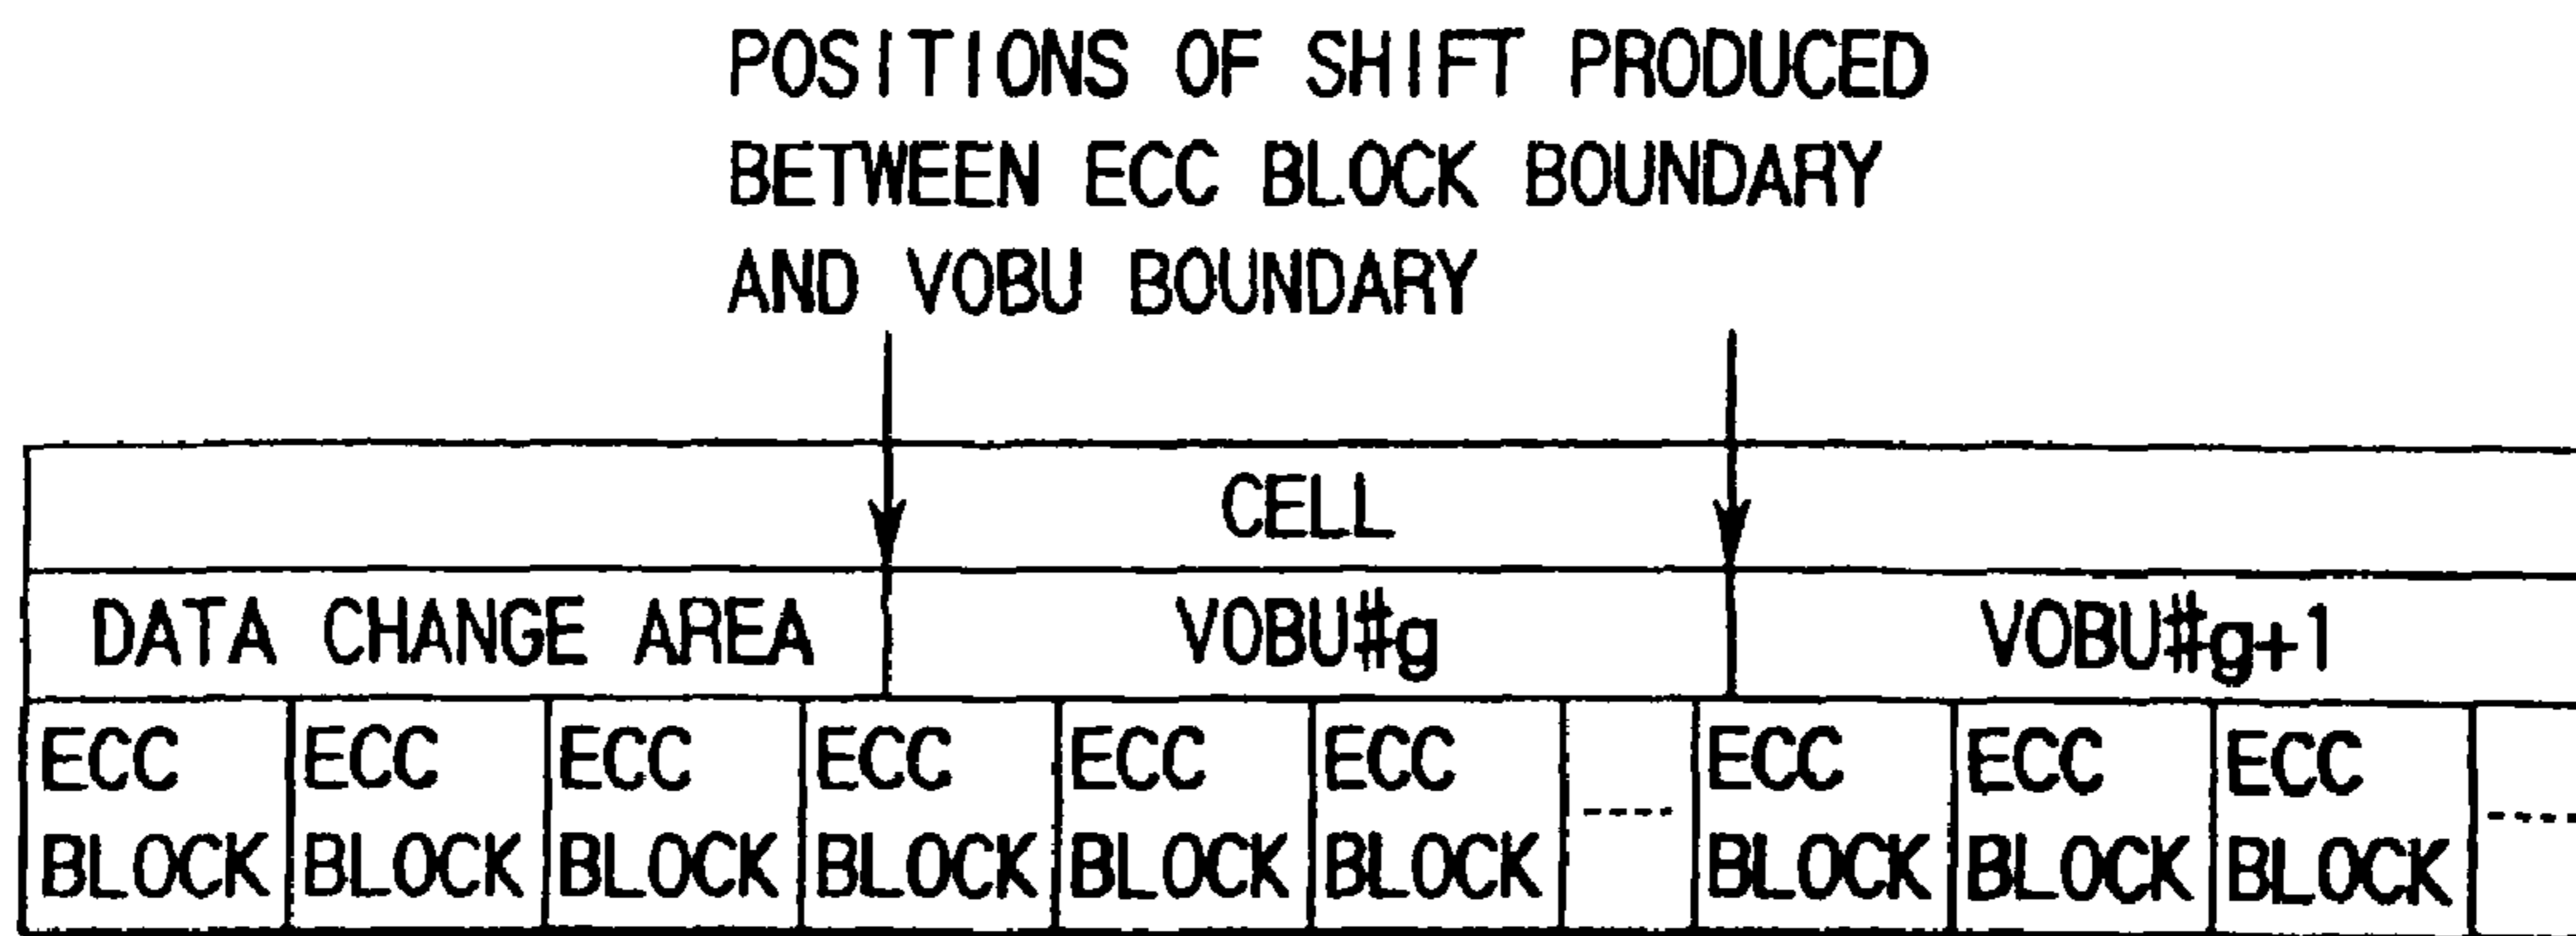 POSITIONS OF SHIFT PRODUCED
BETWEEN ECC BLOCK BOUNDARY
AND VOBU BOUNDARY
CELL
DATA CHANGE AREA VOBU#g VOBU#g+1
ECC ECC ECC ECC ECC ECC ECC ECC ECC
BLOCK BLOCK BLOCK BLOCK BLOCK BLOCK BLOCK BLOCK BLOCK